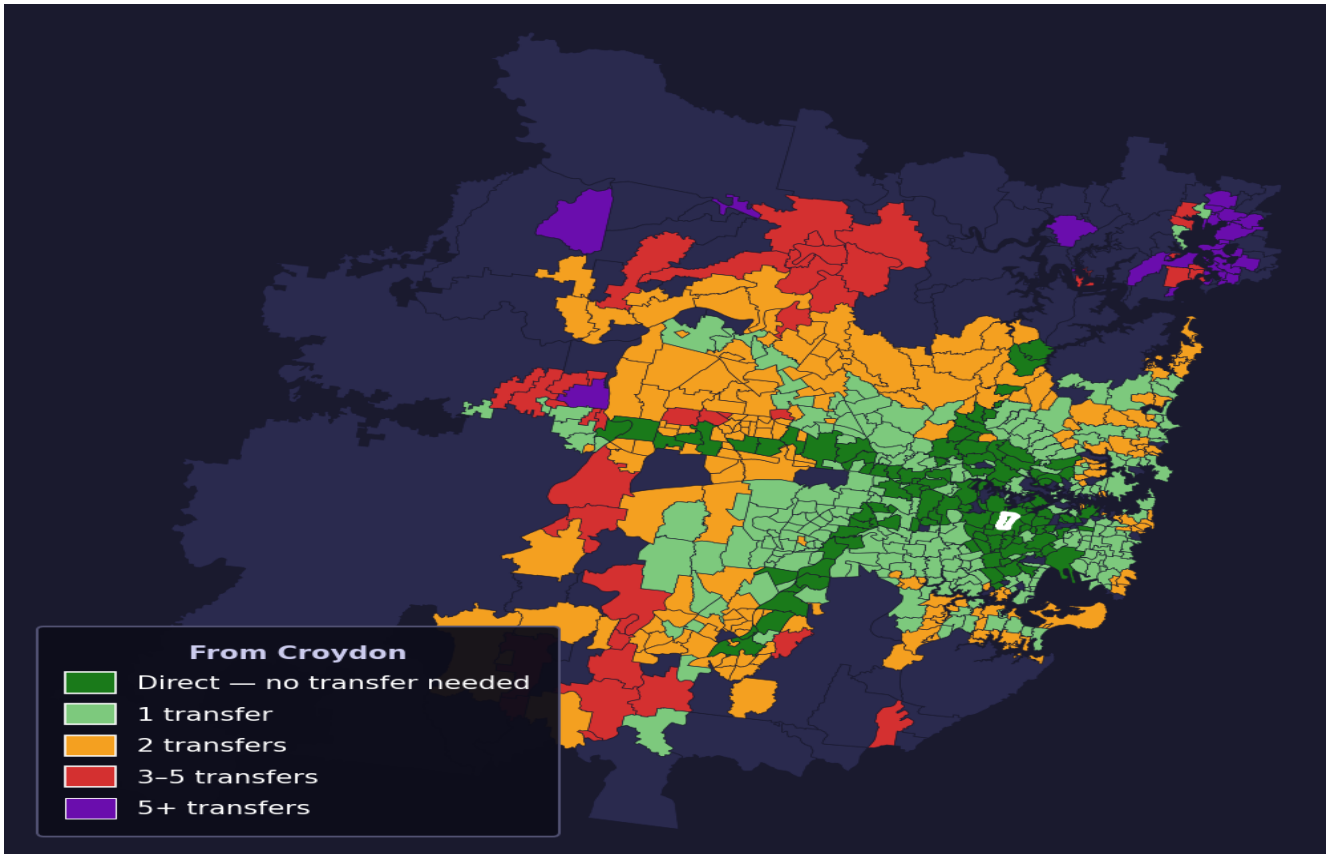 From Croydon
Direct — no transfer needed
1 transfer
2 transfers
3–5 transfers
5+ transfers